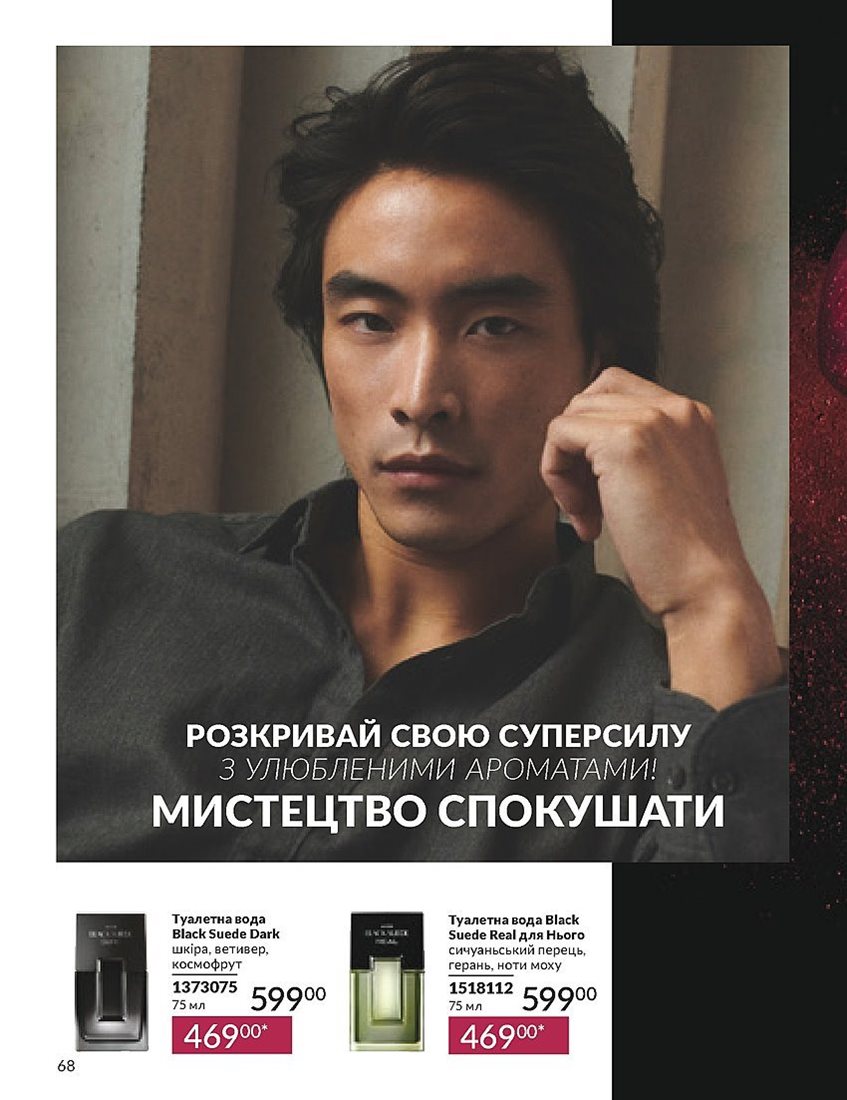 РОЗКРИВАЙ СВОЮ СУПЕРСИЛУ
З УЛЮБЛЕНИМИ АРОМАТАМИ!
МИСТЕЦТВО СПОКУШАТИ
Туалетна вода
Black Suede Dark
шкіра, ветивер,
космофрут
1373075
75 мл
59900
46900*
Туалетна вода Black
Suede Real для Нього
сичуаньський перець,
герань, ноти моху
1518112
75 мл
59900
46900*
68